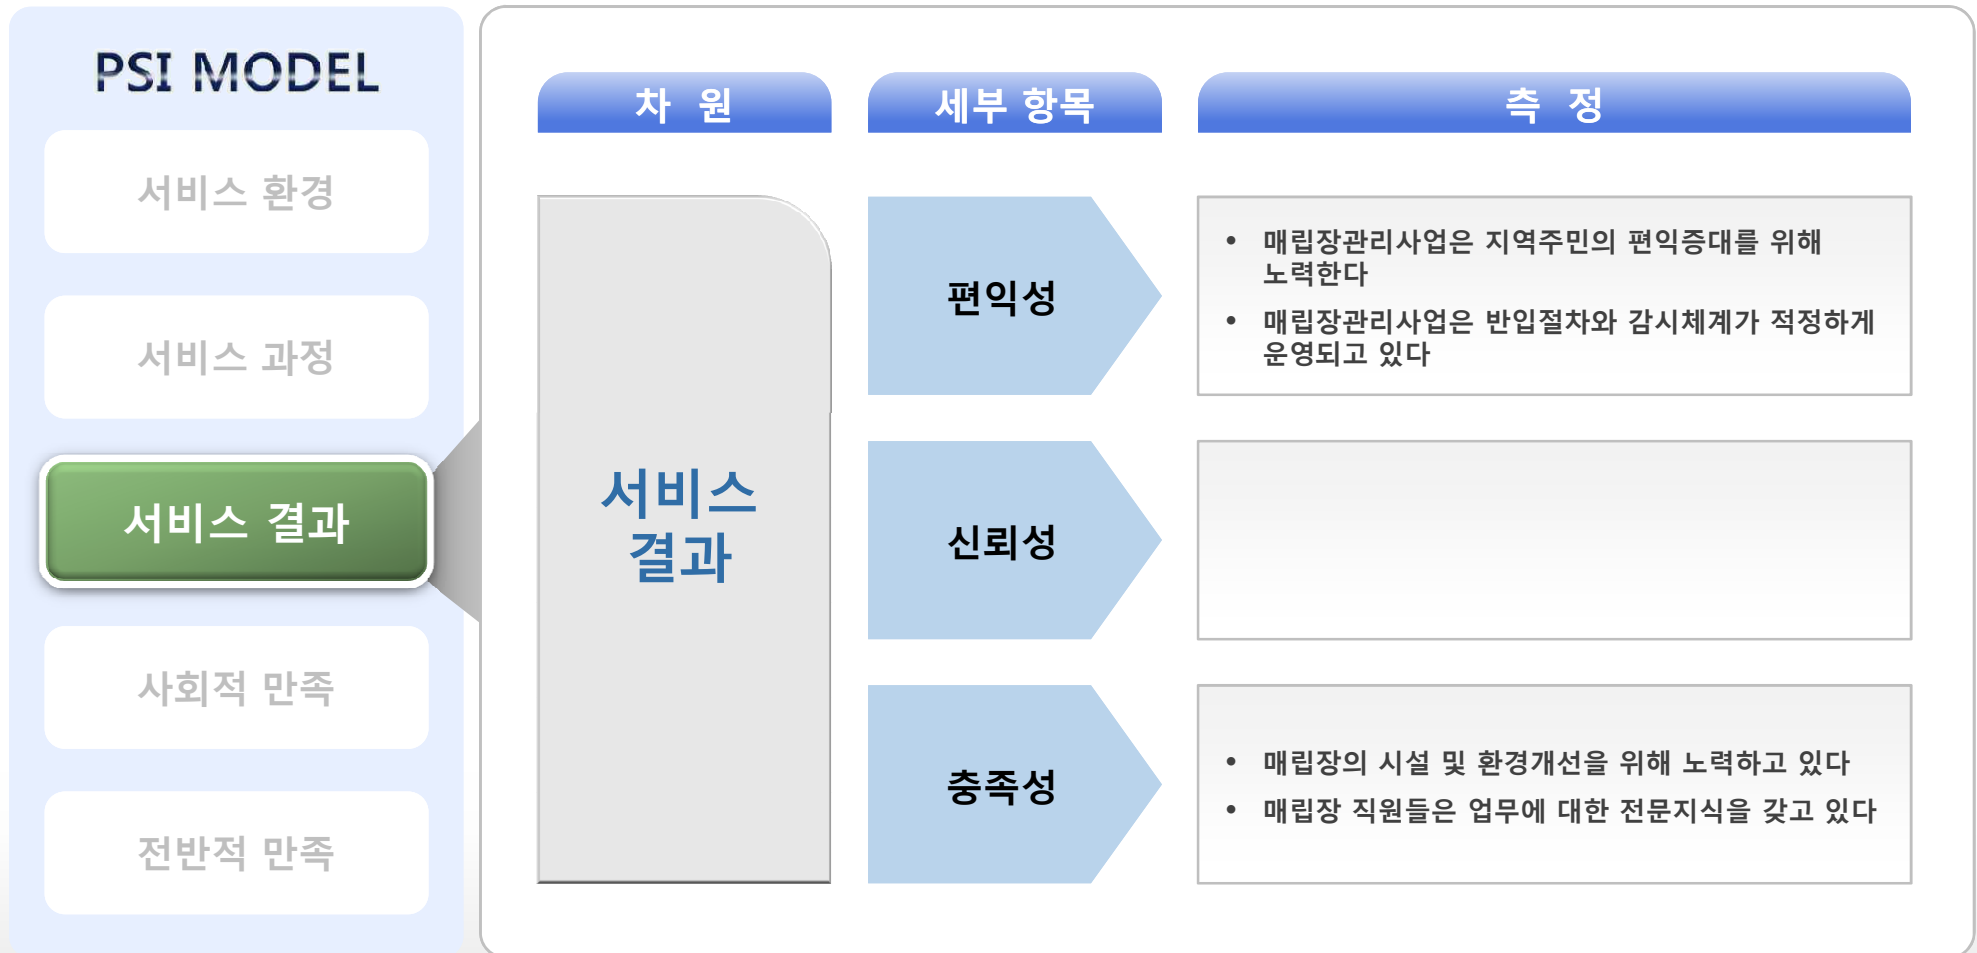 PSI MODEL
서비스 환경
서비스 과정
서비스 결과
사회적 만족
전반적 만족
차 원
세부 항목
측 정
서비스
결과
편익성
• 매립장관리사업은 지역주민의 편익증대를 위해
노력한다
• 매립장관리사업은 반입절차와 감시체계가 적정하게
운영되고 있다
신뢰성
충족성
• 매립장의 시설 및 환경개선을 위해 노력하고 있다
• 매립장 직원들은 업무에 대한 전문지식을 갖고 있다